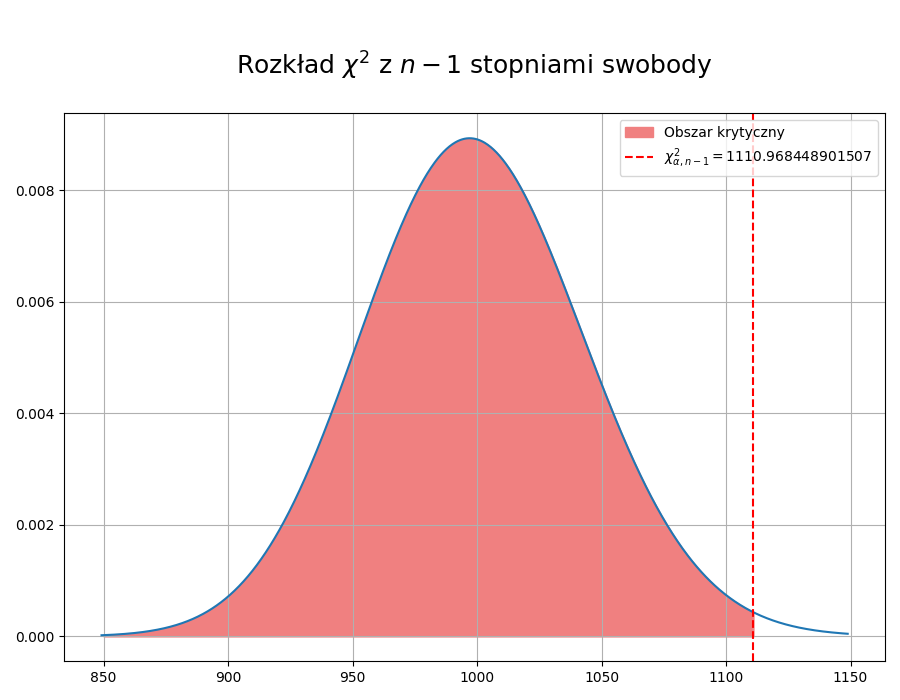 Rozkład χ² z n − 1 stopniami swobody
Obszar krytyczny
χ²α, n−1 = 1110.968448901507
0.008
0.006
0.004
0.002
0.000
850 900 950 1000 1050 1100 1150